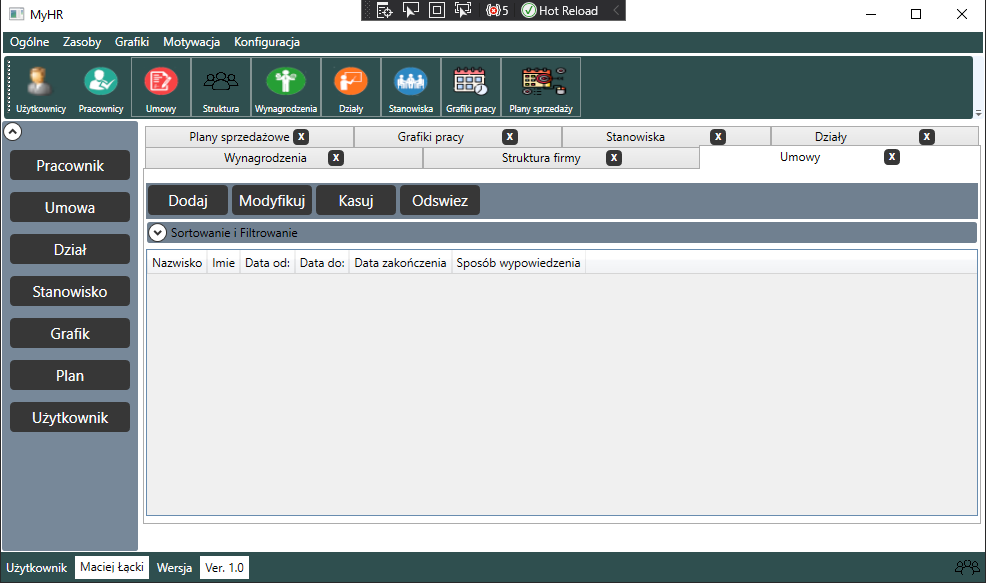 MyHR
5 Hot Reload
Ogólne Zasoby Grafiki Motywacja Konfiguracja
Użytkownicy Pracownicy Umowy Struktura Wynagrodzenia Działy Stanowiska Grafiki pracy Plany sprzedaży
Plany sprzedażowe X Grafiki pracy X Stanowiska X Działy X
Wynagrodzenia X Struktura firmy X Umowy X
Pracownik
Umowa
Dział
Stanowisko
Grafik
Plan
Użytkownik
Dodaj Modyfikuj Kasuj Odswiez
Sortowanie i Filtrowanie
Nazwisko Imie Data od: Data do: Data zakończenia Sposób wypowiedzenia
Użytkownik Maciej Łącki Wersja Ver. 1.0